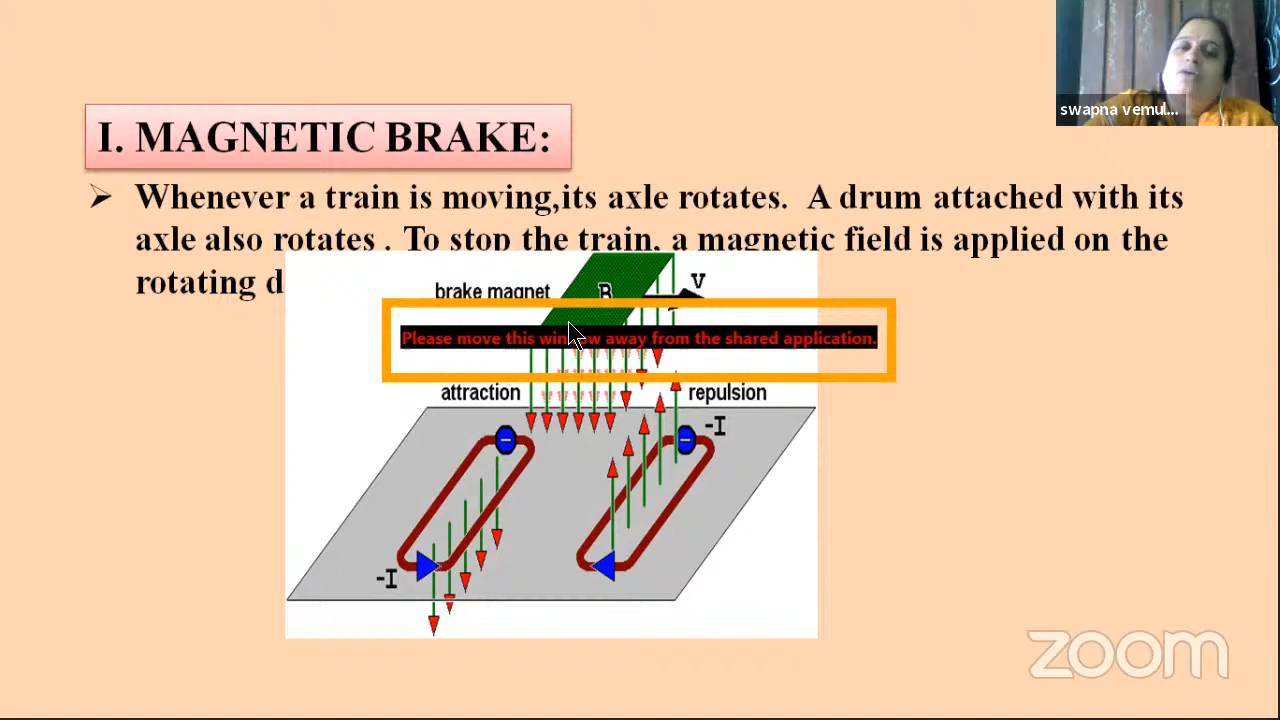 swapna vemul...
I. MAGNETIC BRAKE:
➢ Whenever a train is moving,its axle rotates. A drum attached with its
axle also rotates . To stop the train, a magnetic field is applied on the
rotating d
brake magnet
B
V
Please move this window away from the shared application.
attraction
repulsion
-I
-I
zoom